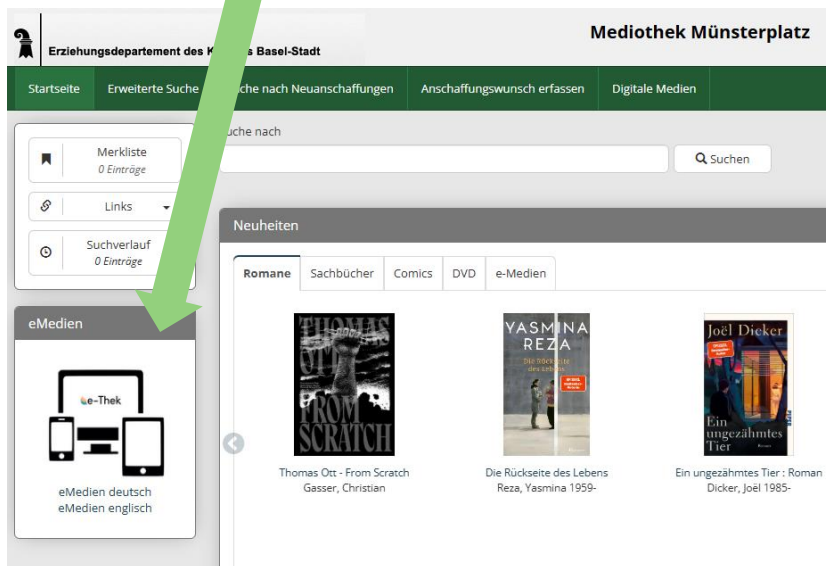 Mediothek Münsterplatz
Erziehungsdepartement des K s Basel-Stadt
Startseite Erweiterte Suche che nach Neuanschaffungen Anschaffungswunsch erfassen Digitale Medien
uche nach
Merkliste
0 Einträge
Suchen
Links
Suchverlauf
0 Einträge
Neuheiten
Romane Sachbücher Comics DVD e-Medien
eMedien
e-Thek
eMedien deutsch
eMedien englisch
THOMAS
OTT
FROM
SCRATCH
YASMINA
REZA
Die Rückseite
des Lebens
Joël Dicker
Ein
ungezähmtes
Tier
Roman
Thomas Ott - From Scratch
Gasser, Christian
Die Rückseite des Lebens
Reza, Yasmina 1959-
Ein ungezähmtes Tier : Roman
Dicker, Joël 1985-